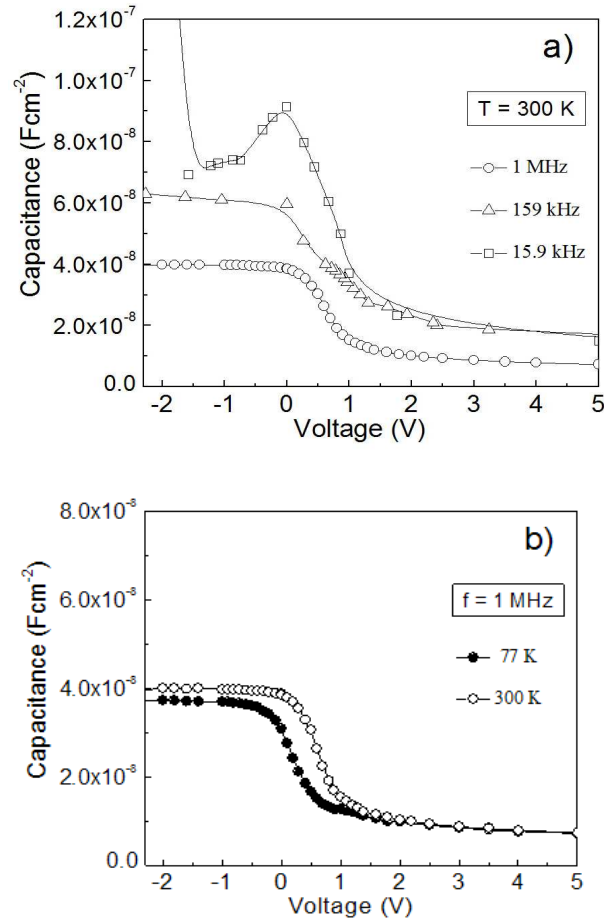 a)
1.2x10⁻⁷
1.0x10⁻⁷
8.0x10⁻⁸
6.0x10⁻⁸
4.0x10⁻⁸
2.0x10⁻⁸
0.0
Capacitance (Fcm⁻²)
T = 300 K
1 MHz
159 kHz
15.9 kHz
-2 -1 0 1 2 3 4 5
Voltage (V)
b)
8.0x10⁻⁸
6.0x10⁻⁸
4.0x10⁻⁸
2.0x10⁻⁸
0.0
Capacitance (Fcm⁻²)
f = 1 MHz
77 K
300 K
-2 -1 0 1 2 3 4 5
Voltage (V)